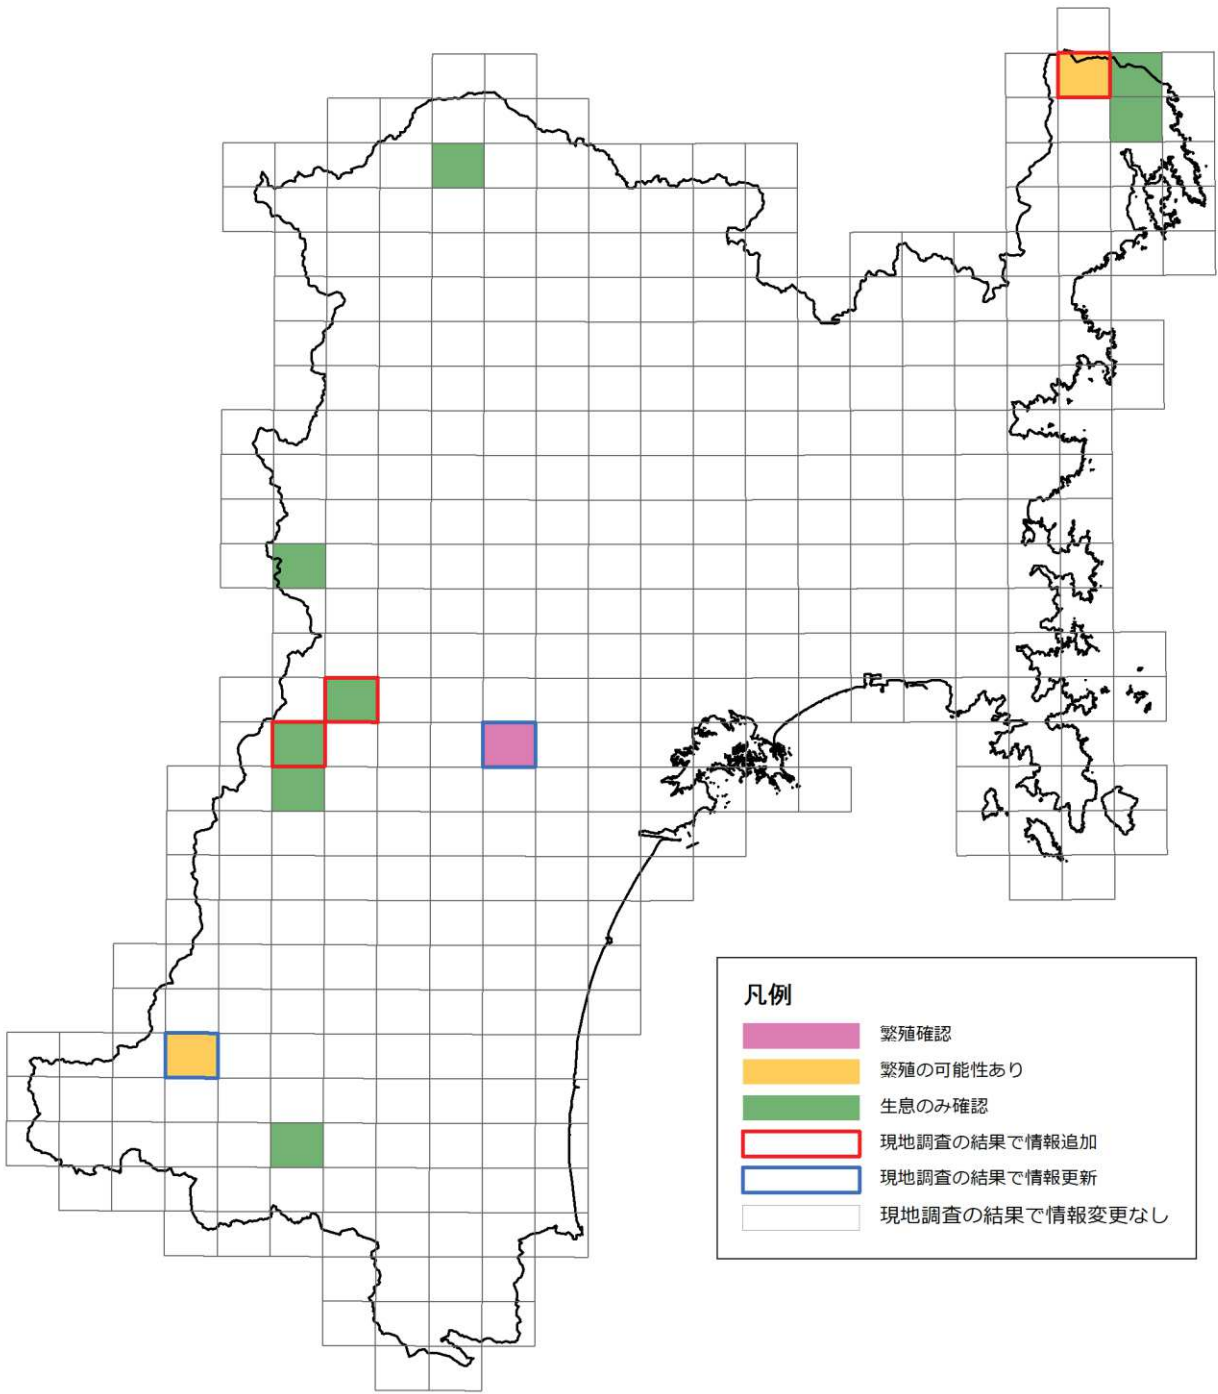 凡例
繁殖確認
繁殖の可能性あり
生息のみ確認
現地調査の結果で情報追加
現地調査の結果で情報更新
現地調査の結果で情報変更なし